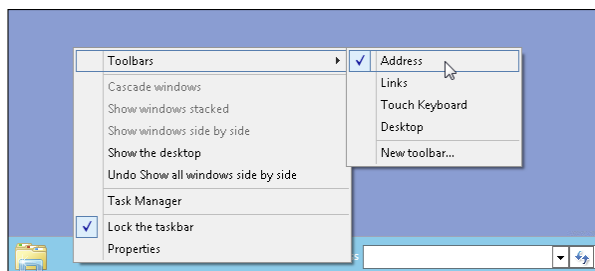 Toolbars
Cascade windows
Show windows stacked
Show windows side by side
Show the desktop
Undo Show all windows side by side
Task Manager
Lock the taskbar
Properties
Address
Links
Touch Keyboard
Desktop
New toolbar...